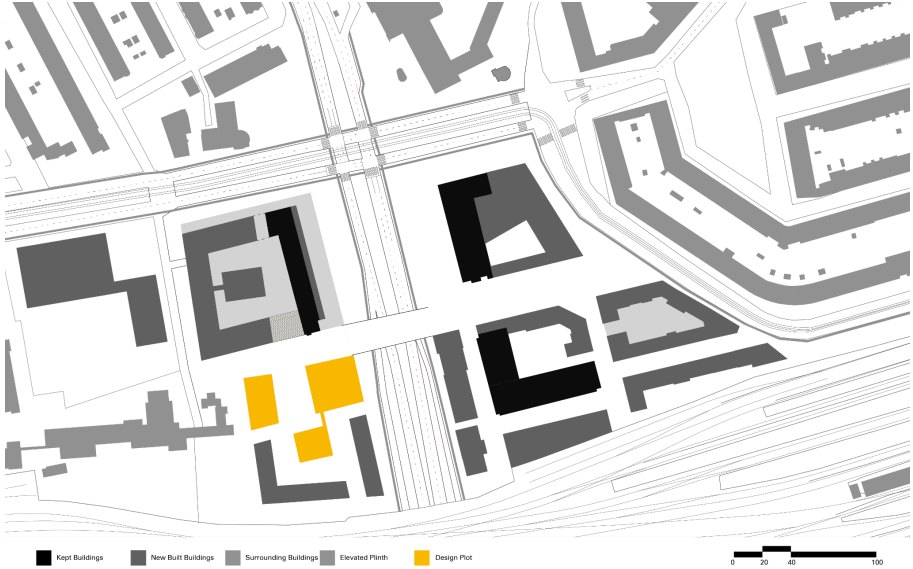 Kept Buildings
New Built Buildings
Surrounding Buildings
Elevated Plinth
Design Plot
0 20 40 100